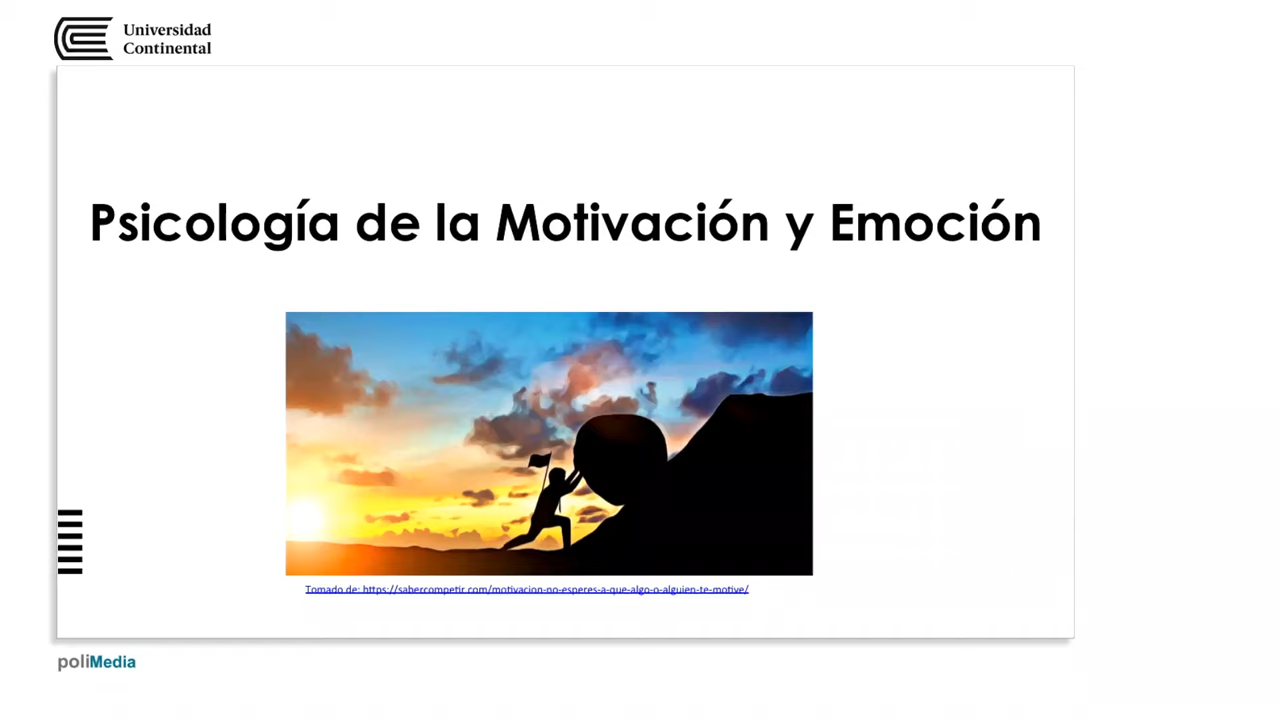 Universidad
Continental
Psicología de la Motivación y Emoción
Tomado de: https://sabercompetir.com/motivacion-no-esperes-a-que-algo-o-alguien-te-motive/
poliMedia